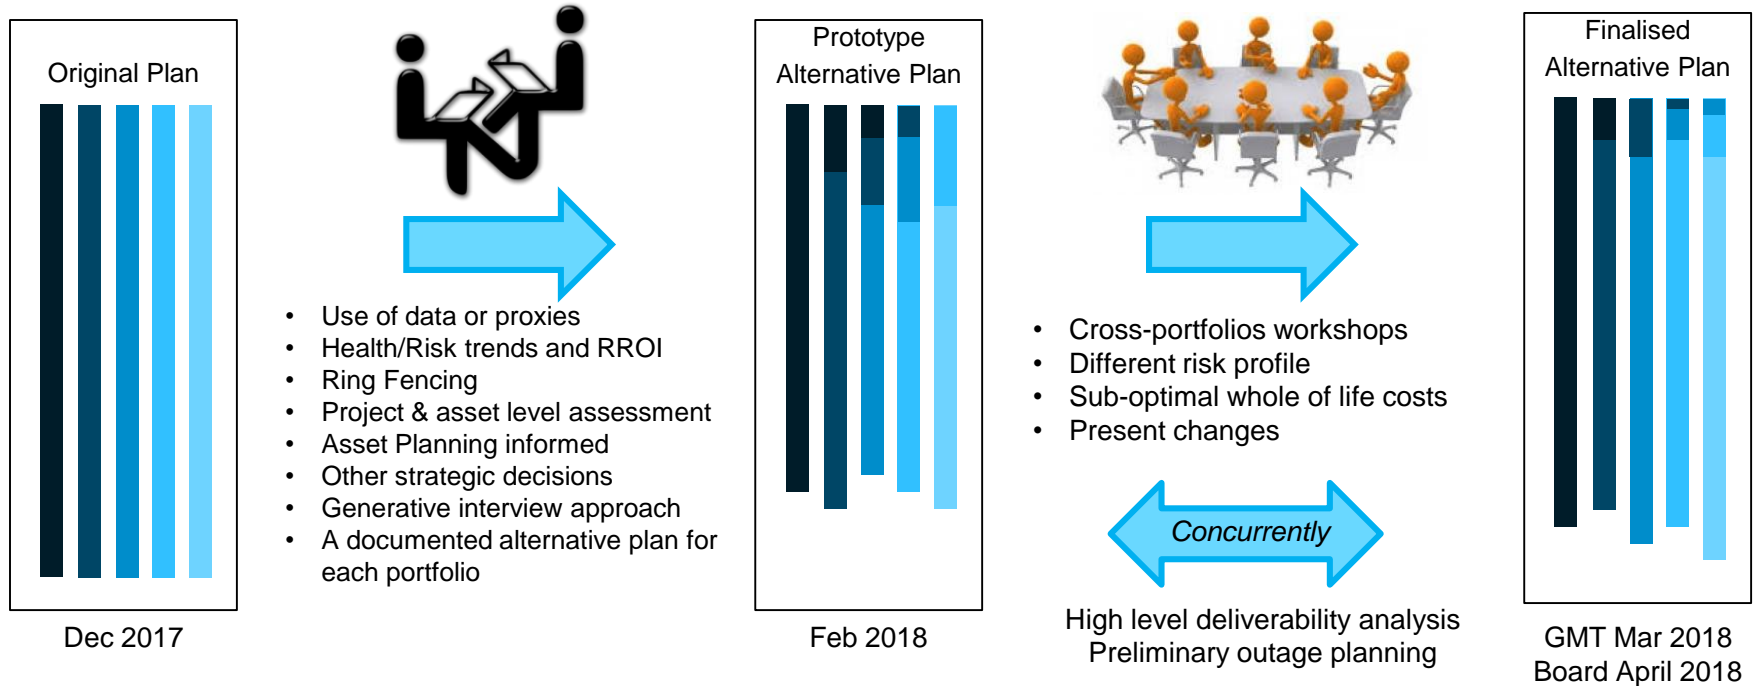 Original Plan
Dec 2017
• Use of data or proxies
• Health/Risk trends and RROI
• Ring Fencing
• Project & asset level assessment
• Asset Planning informed
• Other strategic decisions
• Generative interview approach
• A documented alternative plan for
each portfolio
Prototype
Alternative Plan
Feb 2018
• Cross-portfolios workshops
• Different risk profile
• Sub-optimal whole of life costs
• Present changes
Concurrently
High level deliverability analysis
Preliminary outage planning
Finalised
Alternative Plan
GMT Mar 2018
Board April 2018